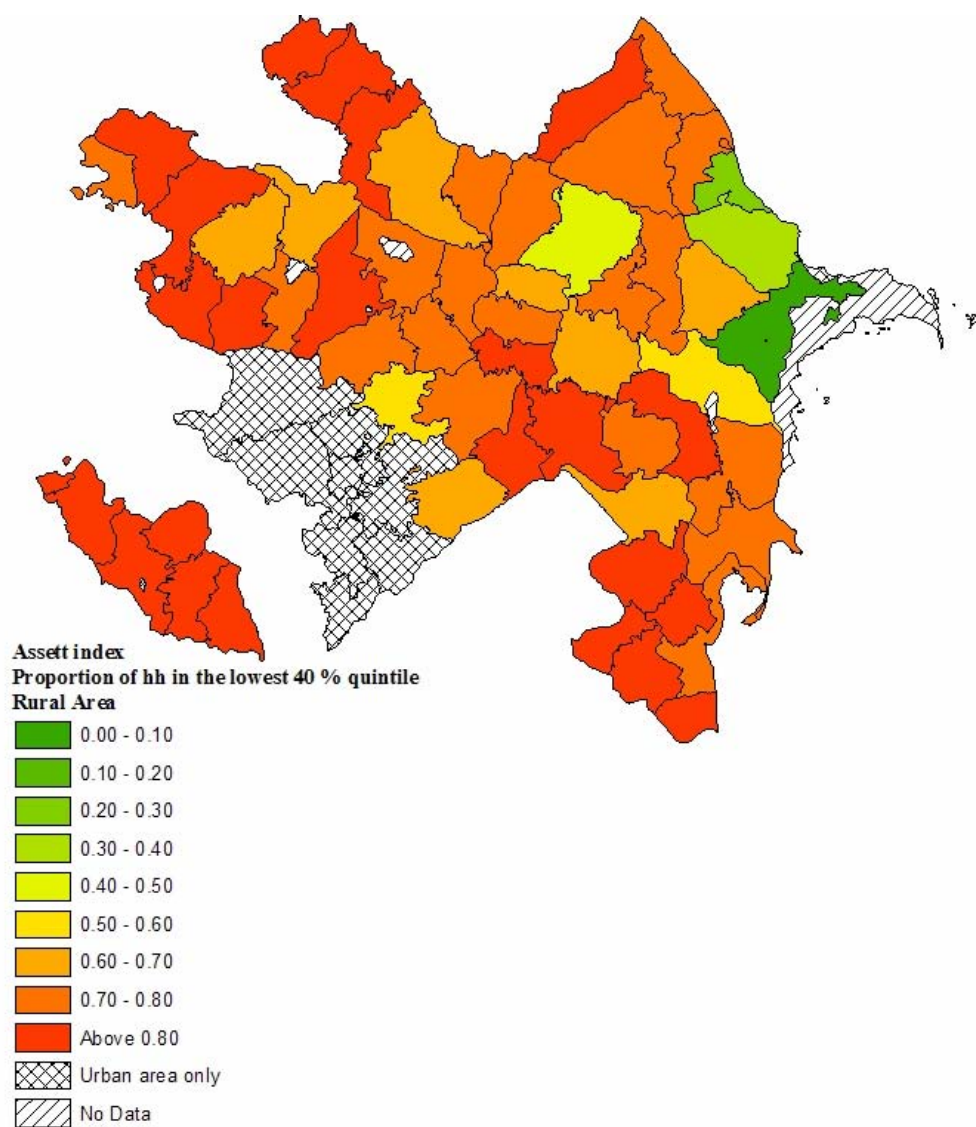 Assett index
Proportion of hh in the lowest 40 % quintile
Rural Area
0.00 - 0.10
0.10 - 0.20
0.20 - 0.30
0.30 - 0.40
0.40 - 0.50
0.50 - 0.60
0.60 - 0.70
0.70 - 0.80
Above 0.80
Urban area only
No Data